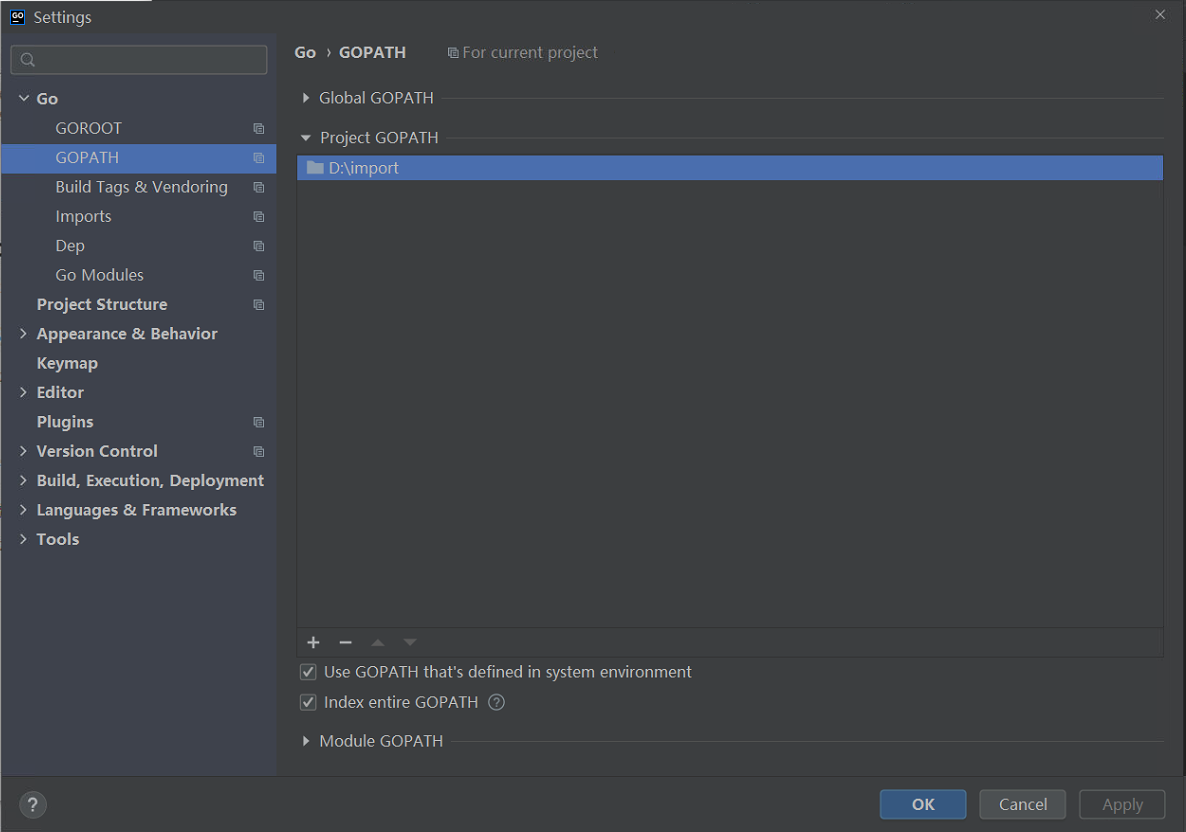 GO Settings
Go › GOPATH For current project
Go
GOROOT
GOPATH
Build Tags & Vendoring
Imports
Dep
Go Modules
Project Structure
Appearance & Behavior
Keymap
Editor
Plugins
Version Control
Build, Execution, Deployment
Languages & Frameworks
Tools
Global GOPATH
Project GOPATH
D:\import
Use GOPATH that's defined in system environment
Index entire GOPATH ?
Module GOPATH
? OK Cancel Apply